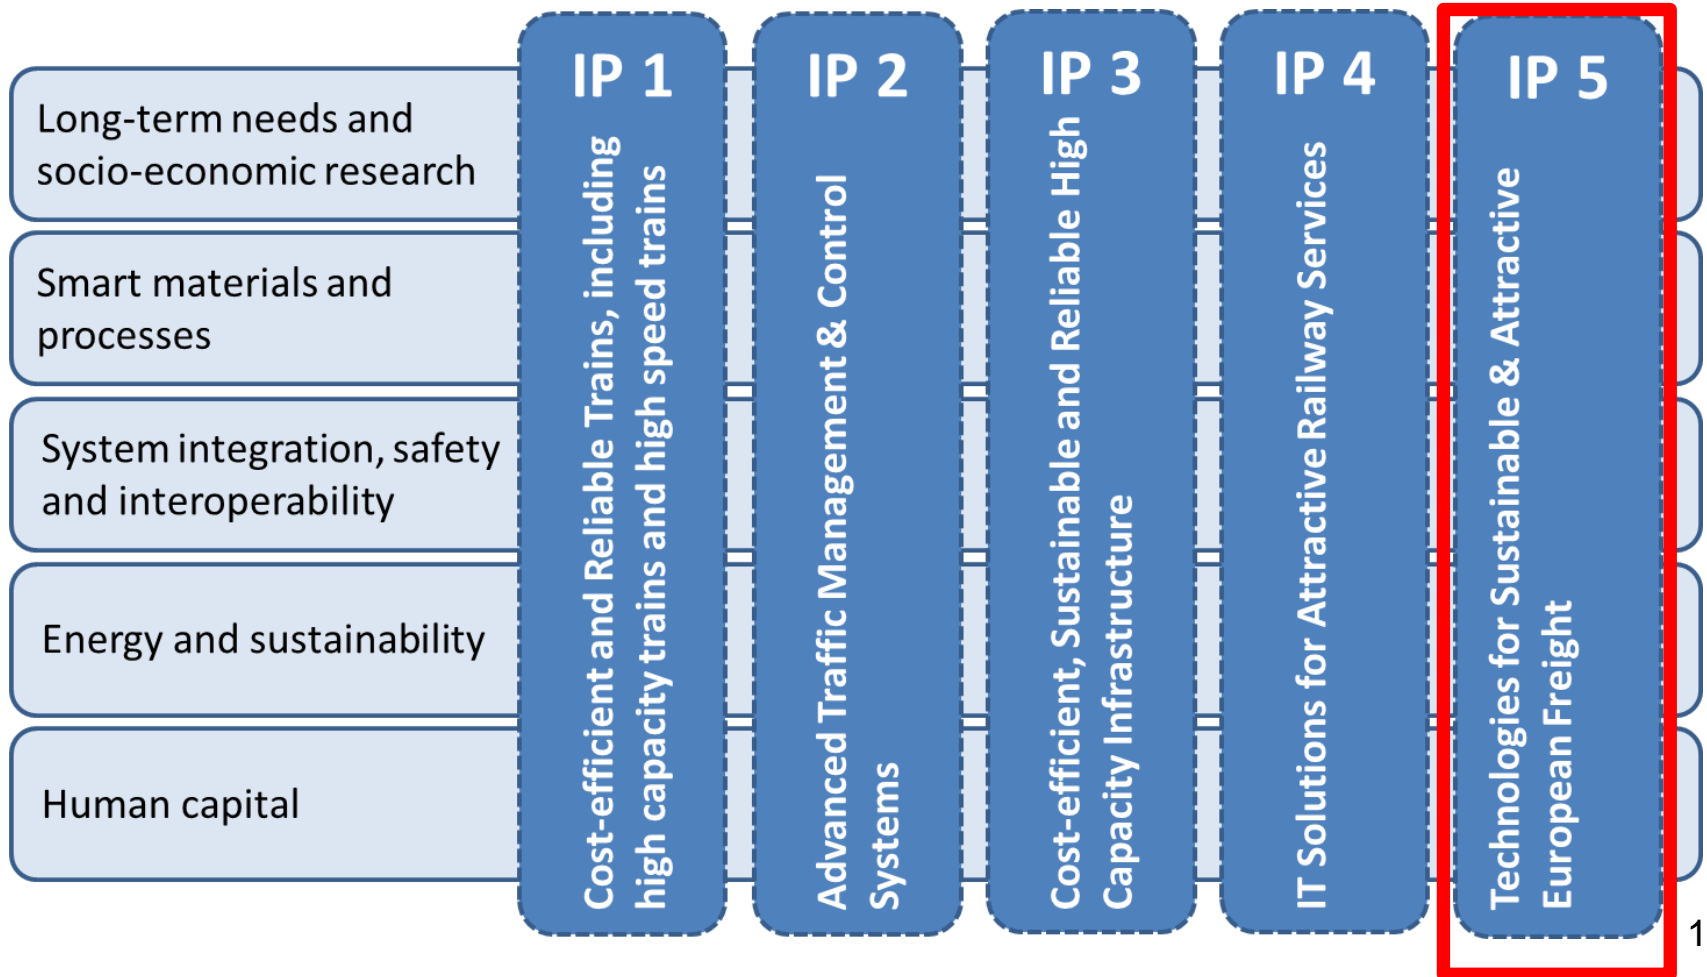 Long-term needs and
socio-economic research
Smart materials and
processes
System integration, safety
and interoperability
Energy and sustainability
Human capital
IP 1
Cost-efficient and Reliable Trains, including
high capacity trains and high speed trains
IP 2
Advanced Traffic Management & Control
Systems
IP 3
Cost-efficient, Sustainable and Reliable High
Capacity Infrastructure
IP 4
IT Solutions for Attractive Railway Services
IP 5
Technologies for Sustainable & Attractive
European Freight
1